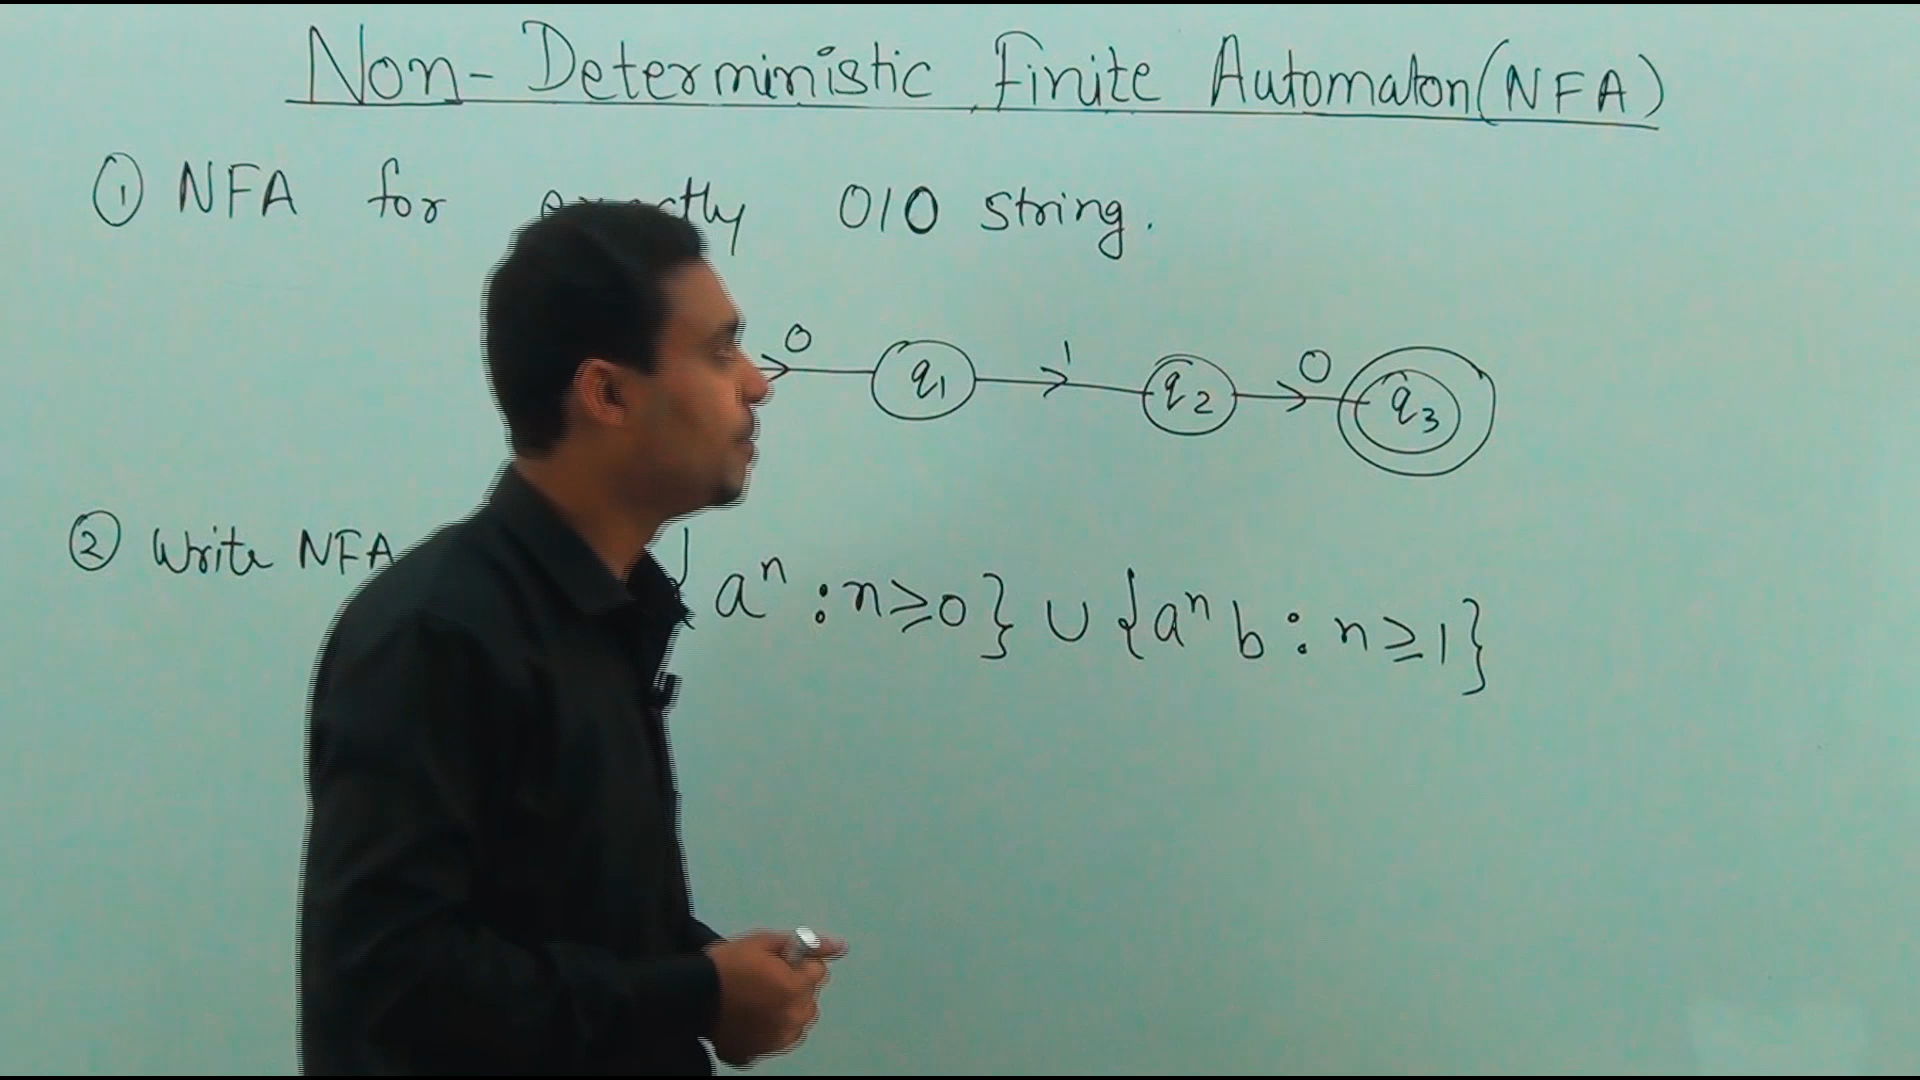 Non-Deterministic Finite Automaton (NFA)
① NFA for exactly 010 string.
0 q₁ 1 q₂ 0 q₃
② Write NFA { aⁿ : n ≥ 0 } ∪ { aⁿ b : n ≥ 1 }